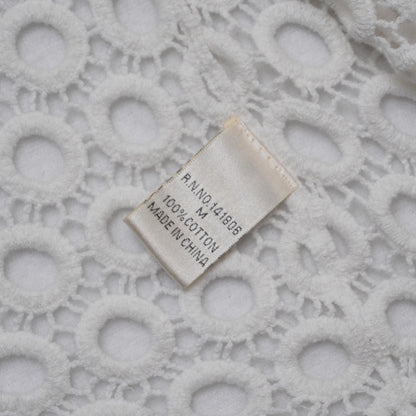 R.N.NO.141806
M
100%COTTON
MADE IN CHINA